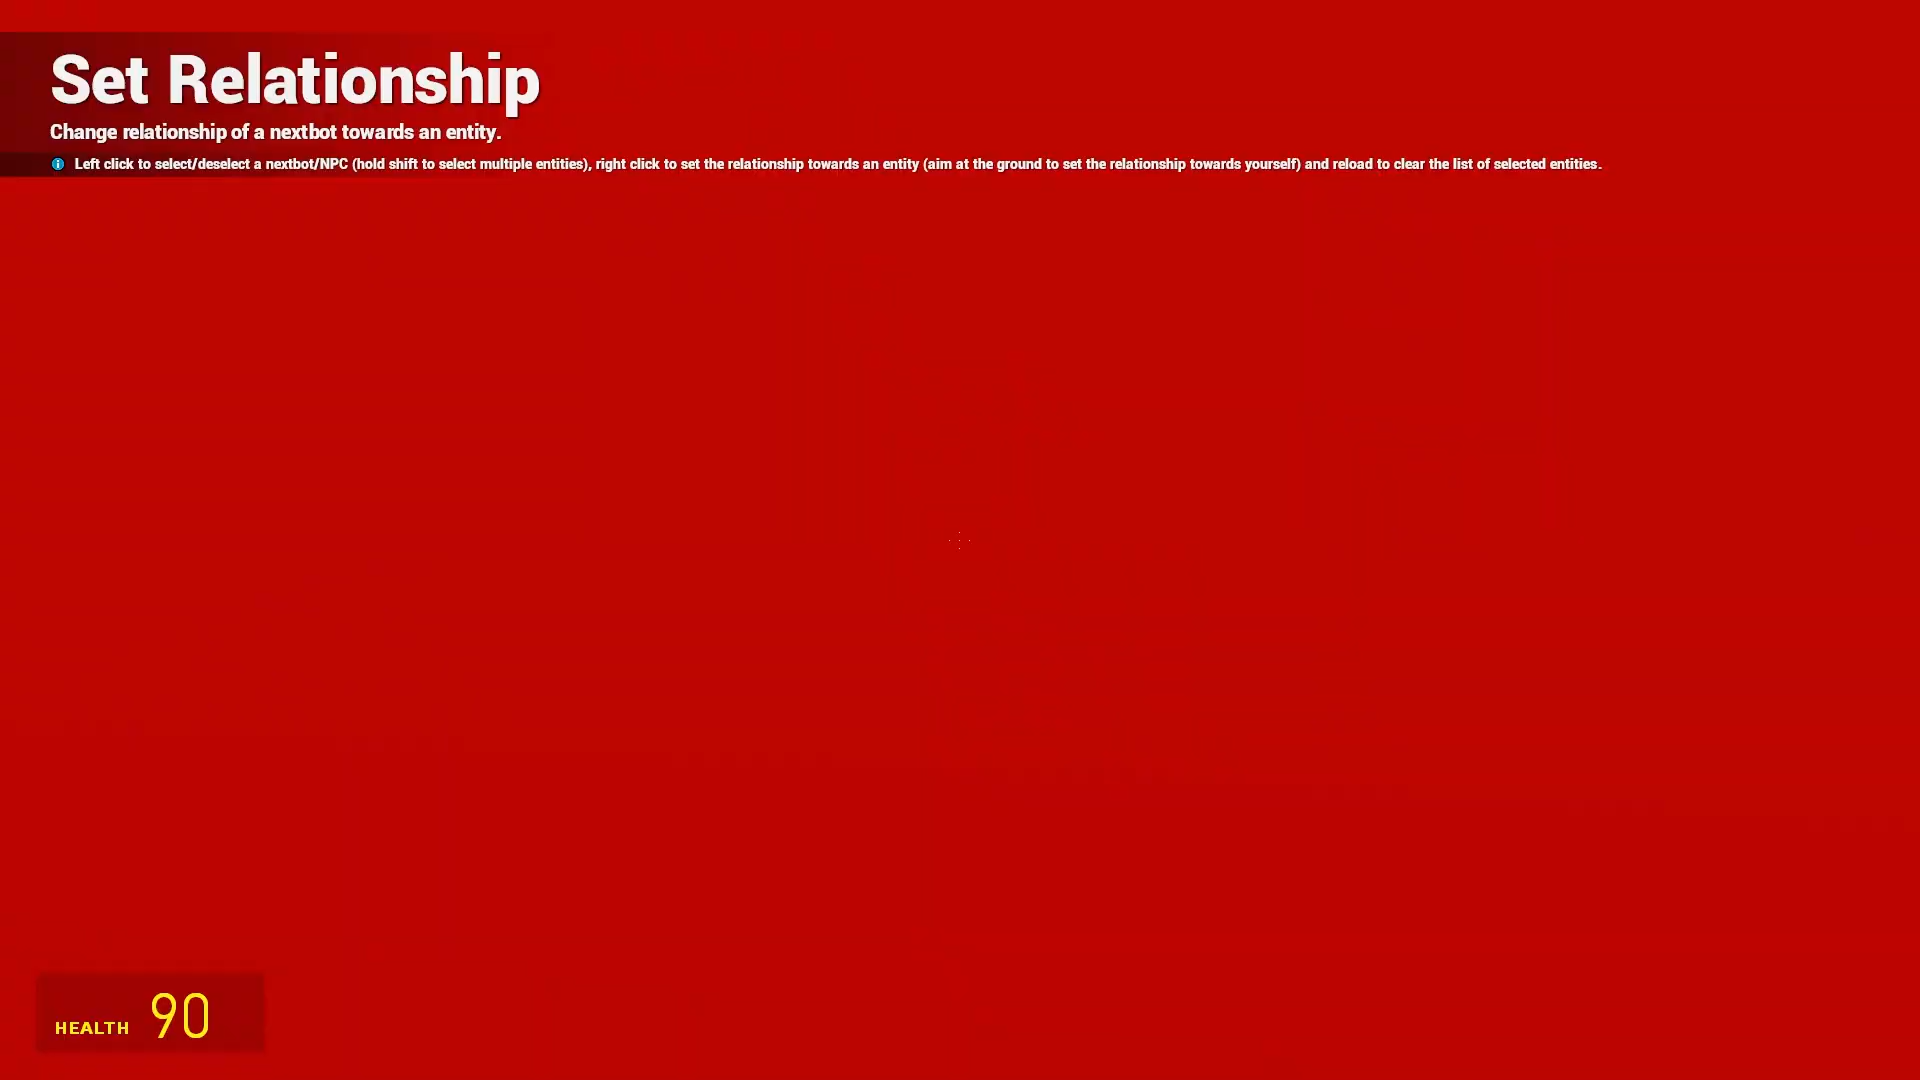 Set Relationship
Change relationship of a nextbot towards an entity.
Left click to select/deselect a nextbot/NPC (hold shift to select multiple entities), right click to set the relationship towards an entity (aim at the ground to set the relationship towards yourself) and reload to clear the list of selected entities.
HEALTH 90